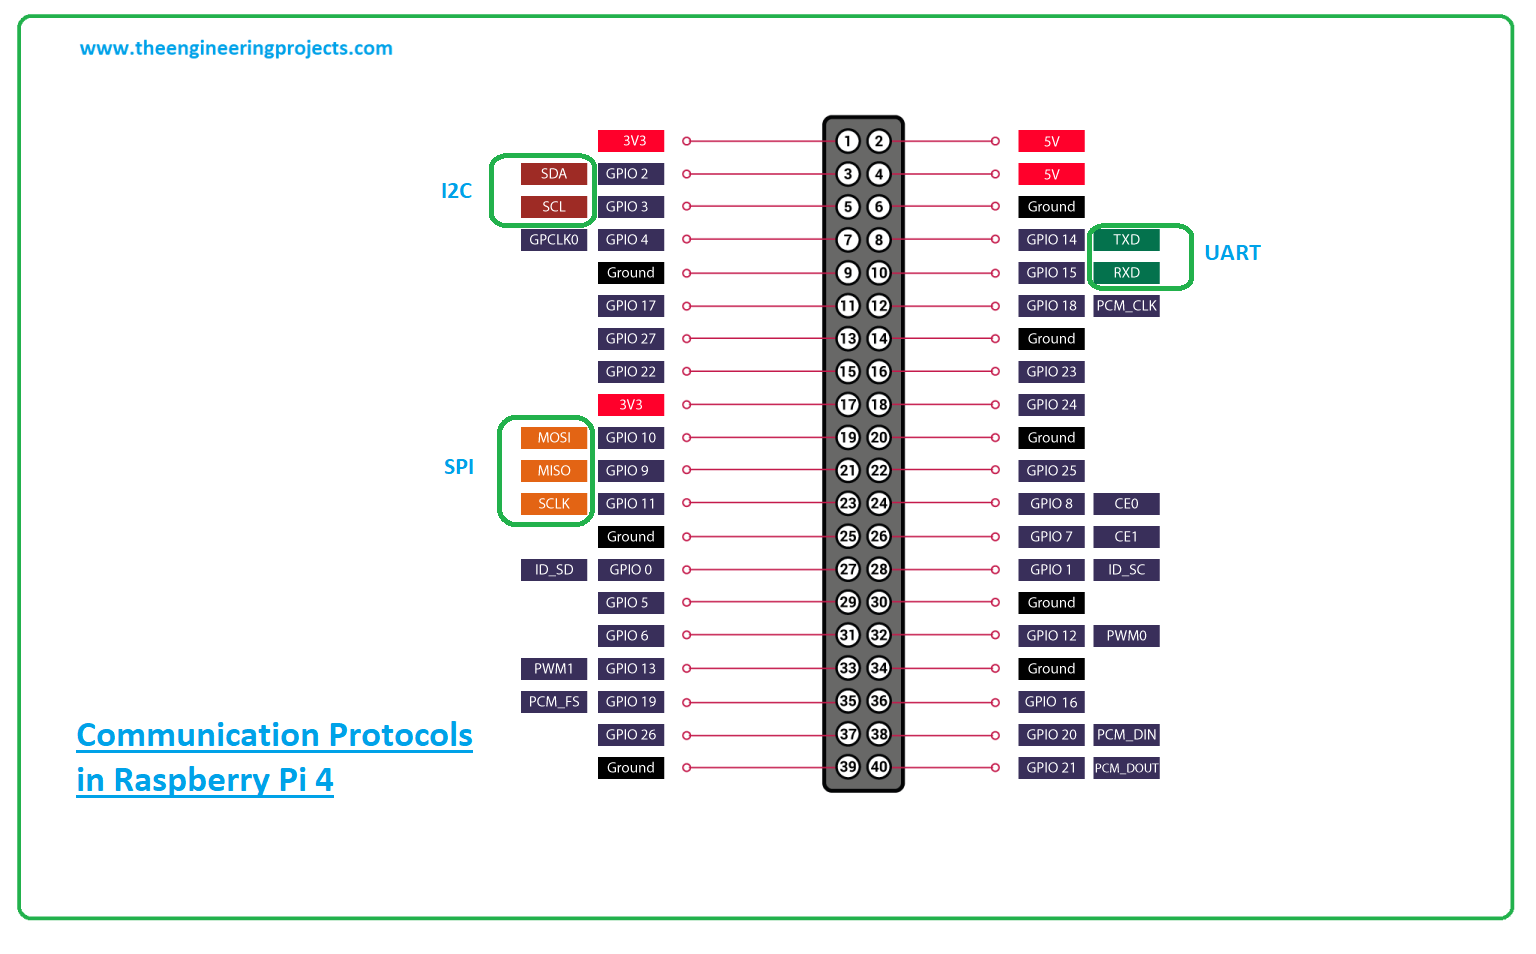 www.theengineeringprojects.com
3V3 1 2 5V
SDA GPIO 2 3 4 5V
I2C
SCL GPIO 3 5 6 Ground
GPCLK0 GPIO 4 7 8 GPIO 14 TXD
UART
Ground 9 10 GPIO 15 RXD
GPIO 17 11 12 GPIO 18 PCM_CLK
GPIO 27 13 14 Ground
GPIO 22 15 16 GPIO 23
3V3 17 18 GPIO 24
MOSI GPIO 10 19 20 Ground
SPI
MISO GPIO 9 21 22 GPIO 25
SCLK GPIO 11 23 24 GPIO 8 CE0
Ground 25 26 GPIO 7 CE1
ID_SD GPIO 0 27 28 GPIO 1 ID_SC
GPIO 5 29 30 Ground
GPIO 6 31 32 GPIO 12 PWM0
PWM1 GPIO 13 33 34 Ground
PCM_FS GPIO 19 35 36 GPIO 16
GPIO 26 37 38 GPIO 20 PCM_DIN
Ground 39 40 GPIO 21 PCM_DOUT
Communication Protocols
in Raspberry Pi 4